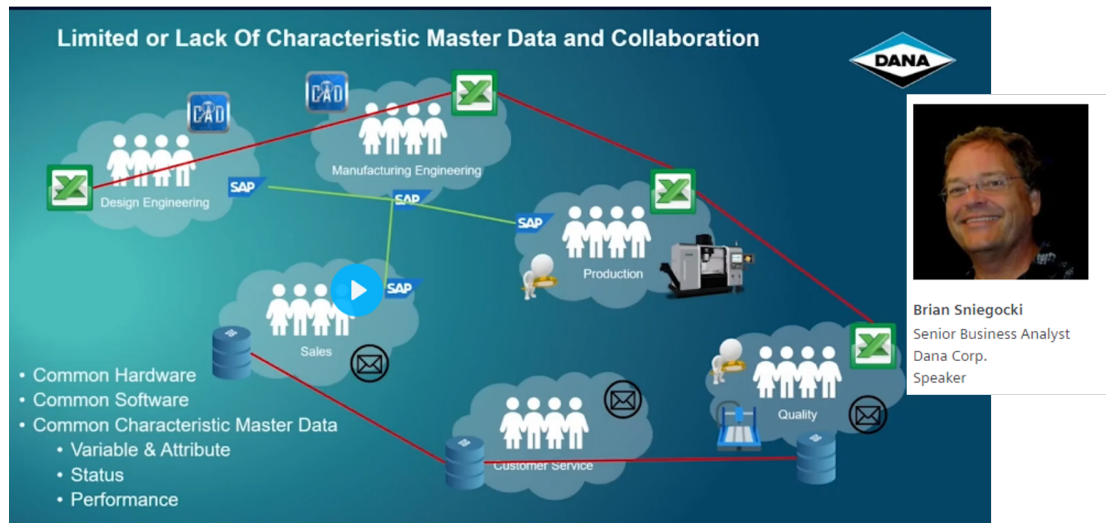 Limited or Lack Of Characteristic Master Data and Collaboration
DANA
CAD
CAD
Manufacturing Engineering
Design Engineering
SAP
SAP
SAP
Production
SAP
Sales
Quality
Customer Service
• Common Hardware
• Common Software
• Common Characteristic Master Data
• Variable & Attribute
• Status
• Performance
Brian Sniegocki
Senior Business Analyst
Dana Corp.
Speaker